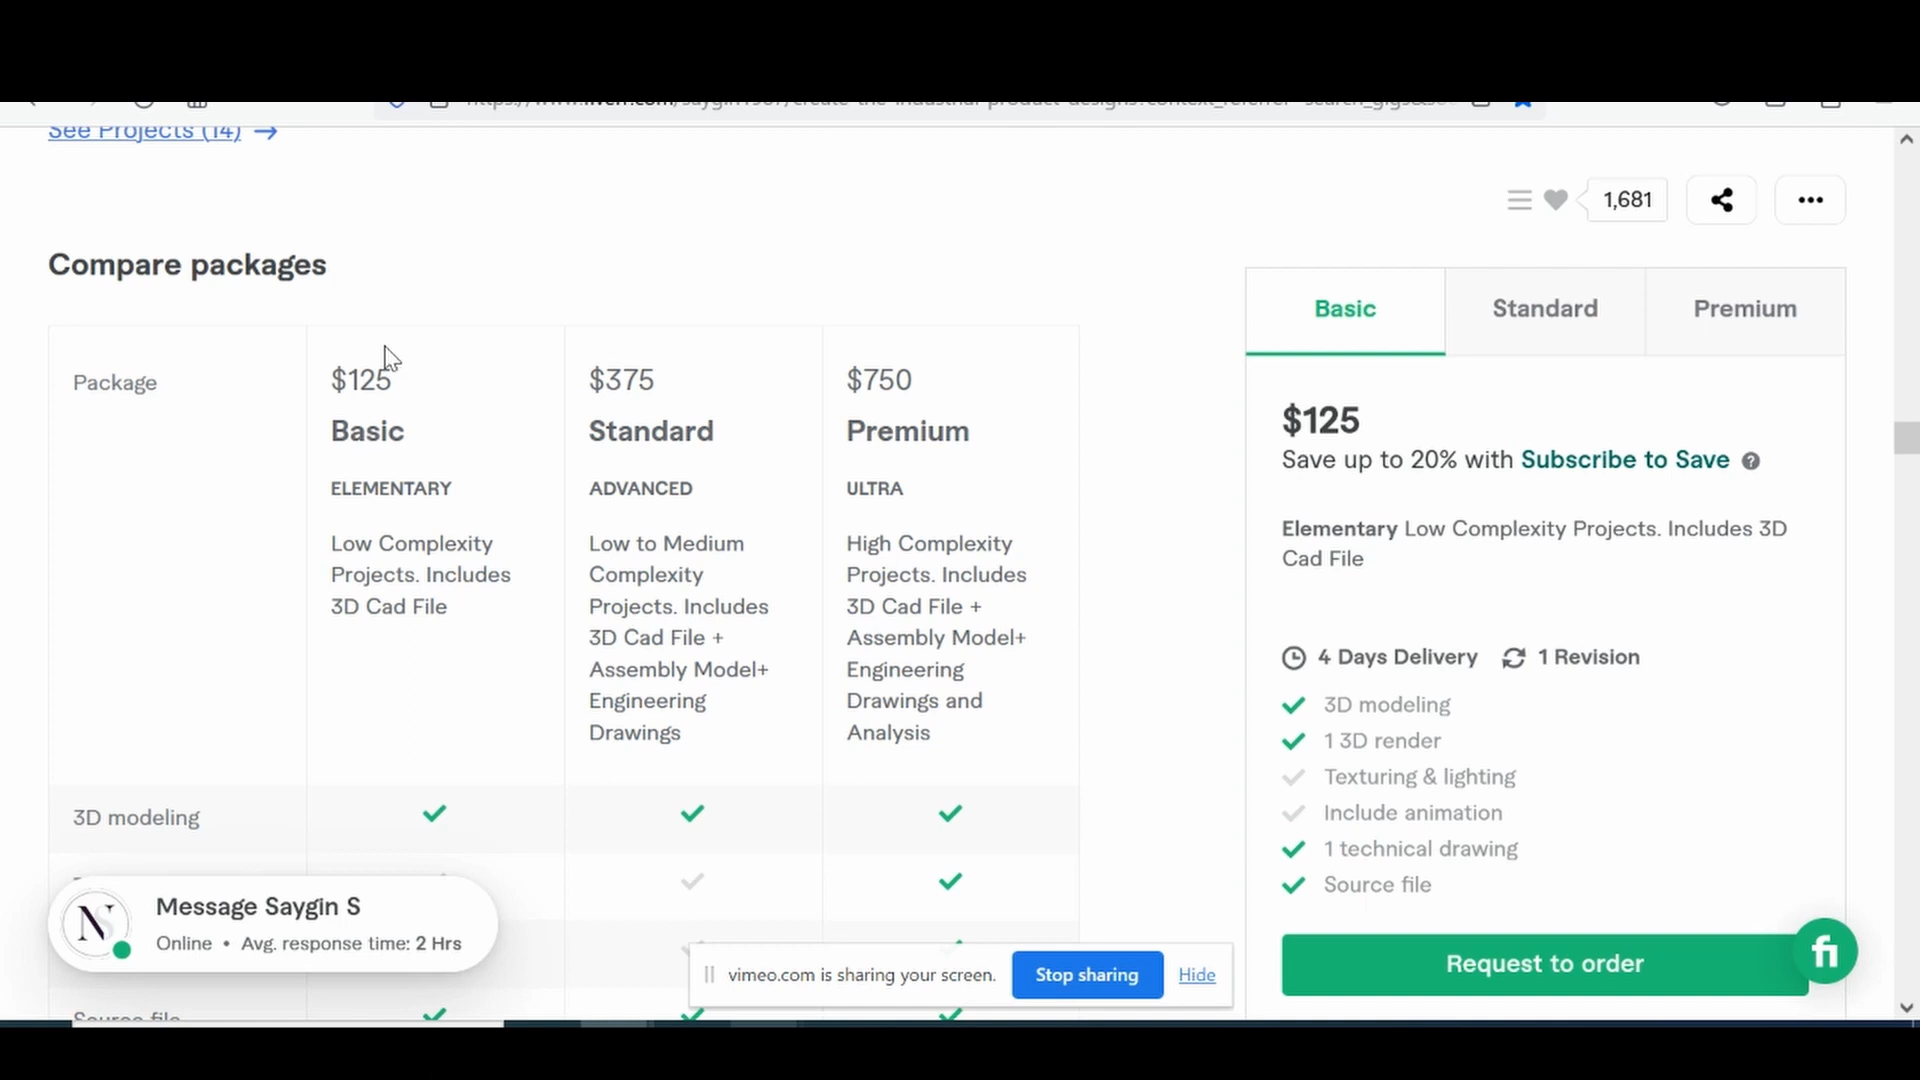 See Projects (14) →
1,681
Compare packages
Package
$125
Basic
ELEMENTARY
Low Complexity
Projects. Includes
3D Cad File
$375
Standard
ADVANCED
Low to Medium
Complexity
Projects. Includes
3D Cad File +
Assembly Model+
Engineering
Drawings
$750
Premium
ULTRA
High Complexity
Projects. Includes
3D Cad File +
Assembly Model+
Engineering
Drawings and
Analysis
3D modeling
Source file
Basic
Standard
Premium
$125
Save up to 20% with Subscribe to Save
Elementary Low Complexity Projects. Includes 3D
Cad File
4 Days Delivery 1 Revision
3D modeling
1 3D render
Texturing & lighting
Include animation
1 technical drawing
Source file
Request to order
fi
Message Saygin S
Online • Avg. response time: 2 Hrs
NS
vimeo.com is sharing your screen.
Stop sharing
Hide